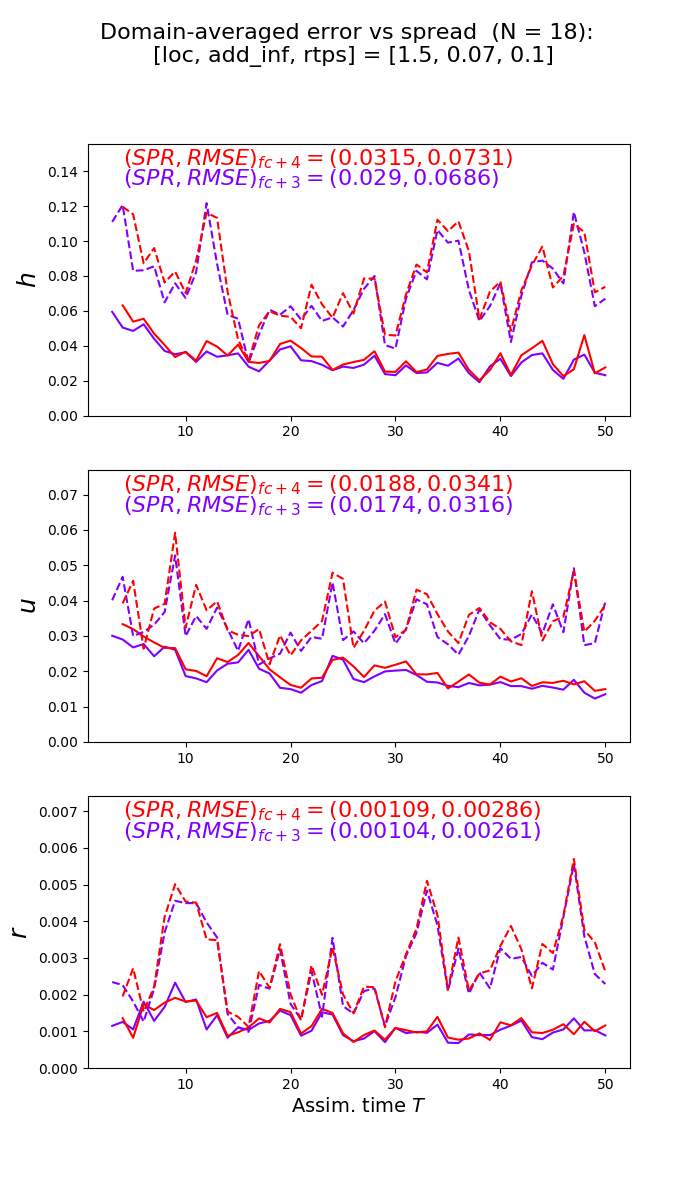 Domain-averaged error vs spread (N = 18):
[loc, add_inf, rtps] = [1.5, 0.07, 0.1]
(SPR, RMSE)fc+4 = (0.0315, 0.0731)
(SPR, RMSE)fc+3 = (0.029, 0.0686)
0.14
0.12
0.10
0.08
0.06
0.04
0.02
0.00
h
10 20 30 40 50
(SPR, RMSE)fc+4 = (0.0188, 0.0341)
(SPR, RMSE)fc+3 = (0.0174, 0.0316)
0.07
0.06
0.05
0.04
0.03
0.02
0.01
0.00
u
10 20 30 40 50
(SPR, RMSE)fc+4 = (0.00109, 0.00286)
(SPR, RMSE)fc+3 = (0.00104, 0.00261)
0.007
0.006
0.005
0.004
0.003
0.002
0.001
0.000
r
10 20 30 40 50
Assim. time T